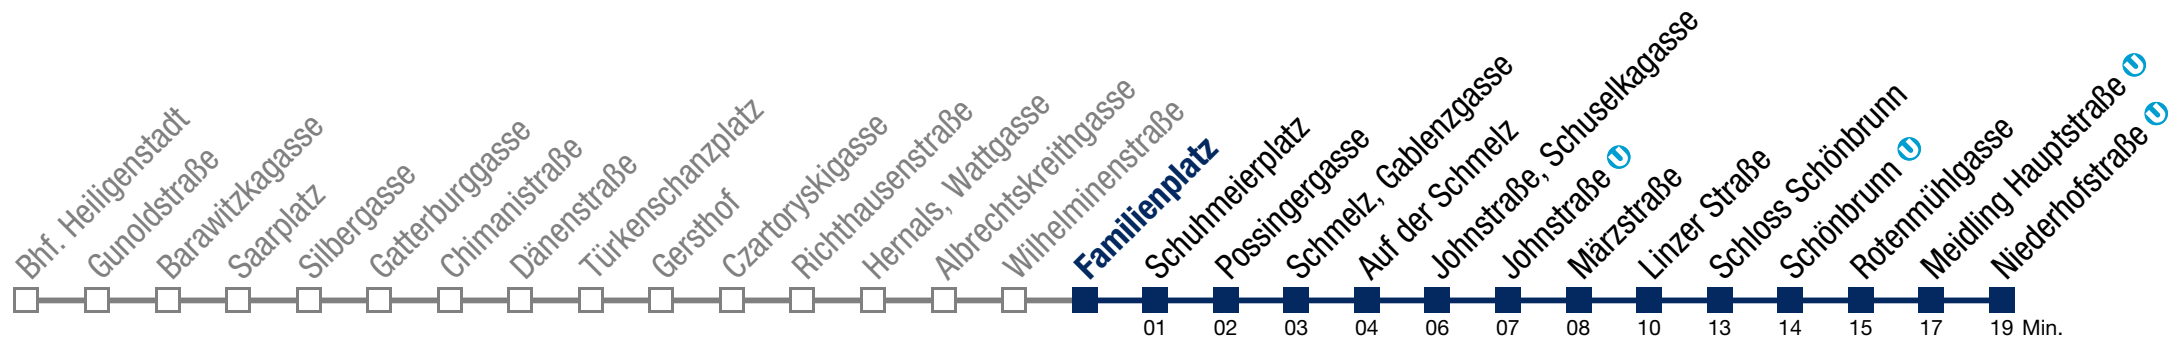 Bhf. Heiligenstadt
Gunoldstraße
Barawitzkagasse
Saarplatz
Silbergasse
Gatterburggasse
Chimanistraße
Dänenstraße
Türkenschanzplatz
Gersthof
Czartoryskigasse
Richthausenstraße
Hernals, Wattgasse
Albrechtskreithgasse
Wilhelminenstraße
Familienplatz
Schuhmeierplatz
Possingergasse
Schmelz, Gablenzgasse
Auf der Schmelz
Johnstraße, Schuselkagasse
Johnstraße U
Märzstraße
Linzer Straße
Schloss Schönbrunn
Schönbrunn U
Rotenmühlgasse
Meidling Hauptstraße U
Niederhofstraße U
01 02 03 04 06 07 08 10 13 14 15 17 19 Min.